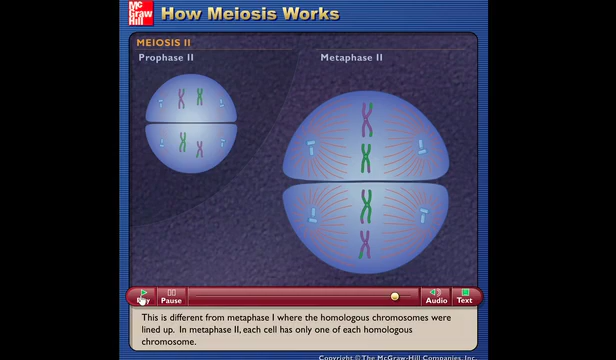 Mc
Graw
Hill
How Meiosis Works
MEIOSIS II
Prophase II
Metaphase II
Play
Pause
Audio
Text
This is different from metaphase I where the homologous chromosomes were
lined up. In metaphase II, each cell has only one of each homologous
chromosome.
Copyright © The McGraw-Hill Companies, Inc.